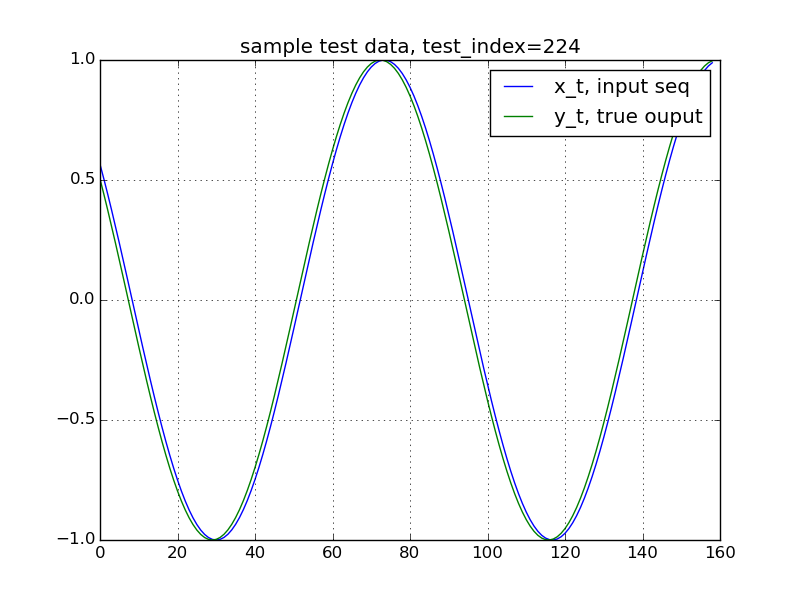 sample test data, test_index=224
x_t, input seq
y_t, true ouput
1.0
0.5
0.0
−0.5
−1.0
0 20 40 60 80 100 120 140 160